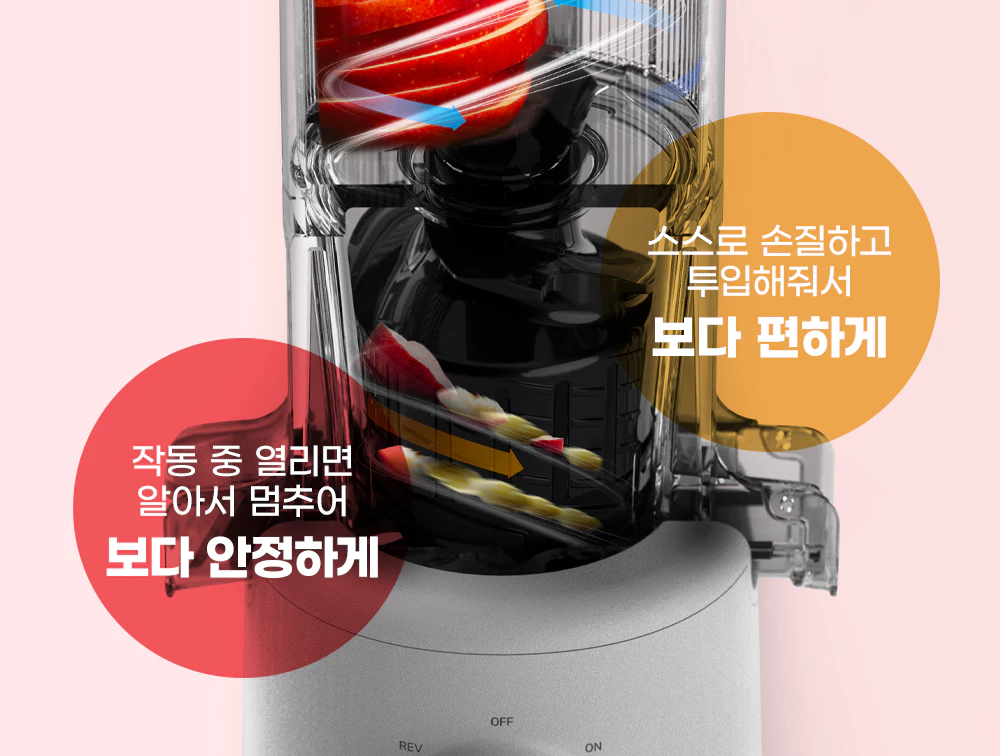 스스로 손질하고
투입해줘서
보다 편하게
작동 중 열리면
알아서 멈추어
보다 안정하게
OFF
REV
ON